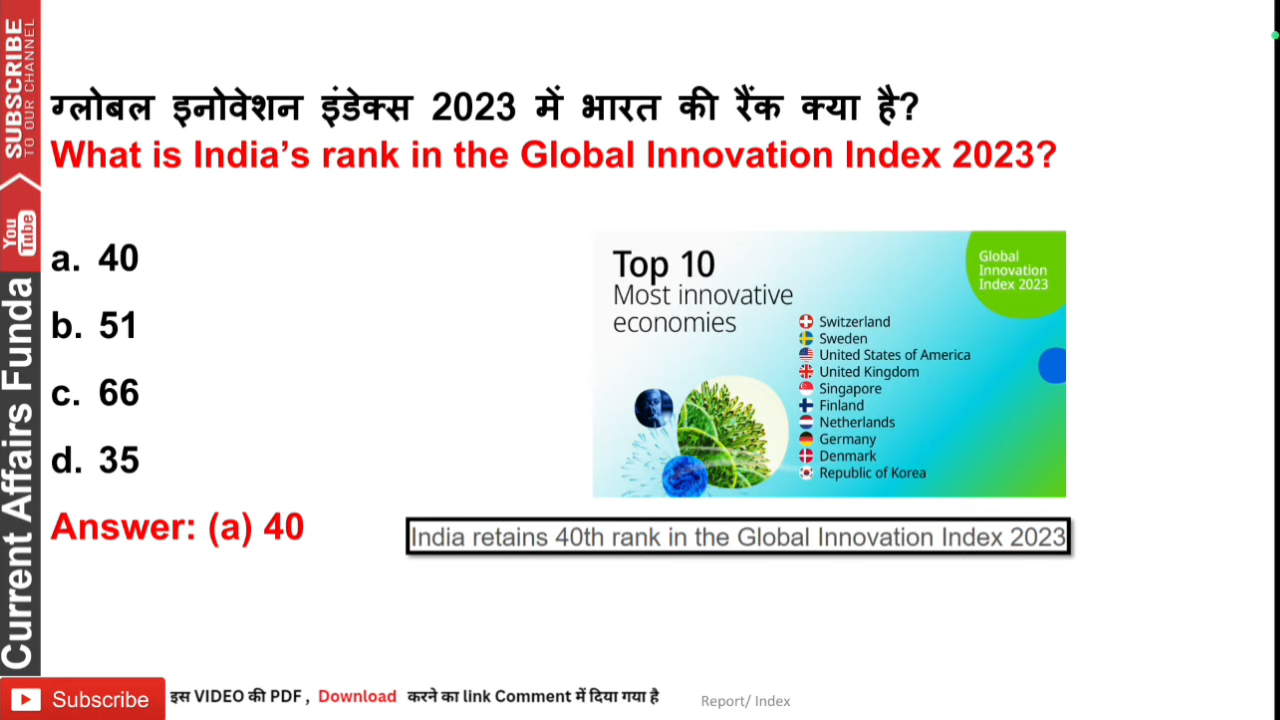 SUBSCRIBE
TO OUR CHANNEL
You
Tube
Current Affairs Funda
ग्लोबल इनोवेशन इंडेक्स 2023 में भारत की रैंक क्या है?
What is India’s rank in the Global Innovation Index 2023?
a. 40
b. 51
c. 66
d. 35
Answer: (a) 40
Top 10
Most innovative
economies
Global
Innovation
Index 2023
Switzerland
Sweden
United States of America
United Kingdom
Singapore
Finland
Netherlands
Germany
Denmark
Republic of Korea
India retains 40th rank in the Global Innovation Index 2023
Subscribe
इस VIDEO की PDF , Download करने का link Comment में दिया गया है
Report/ Index